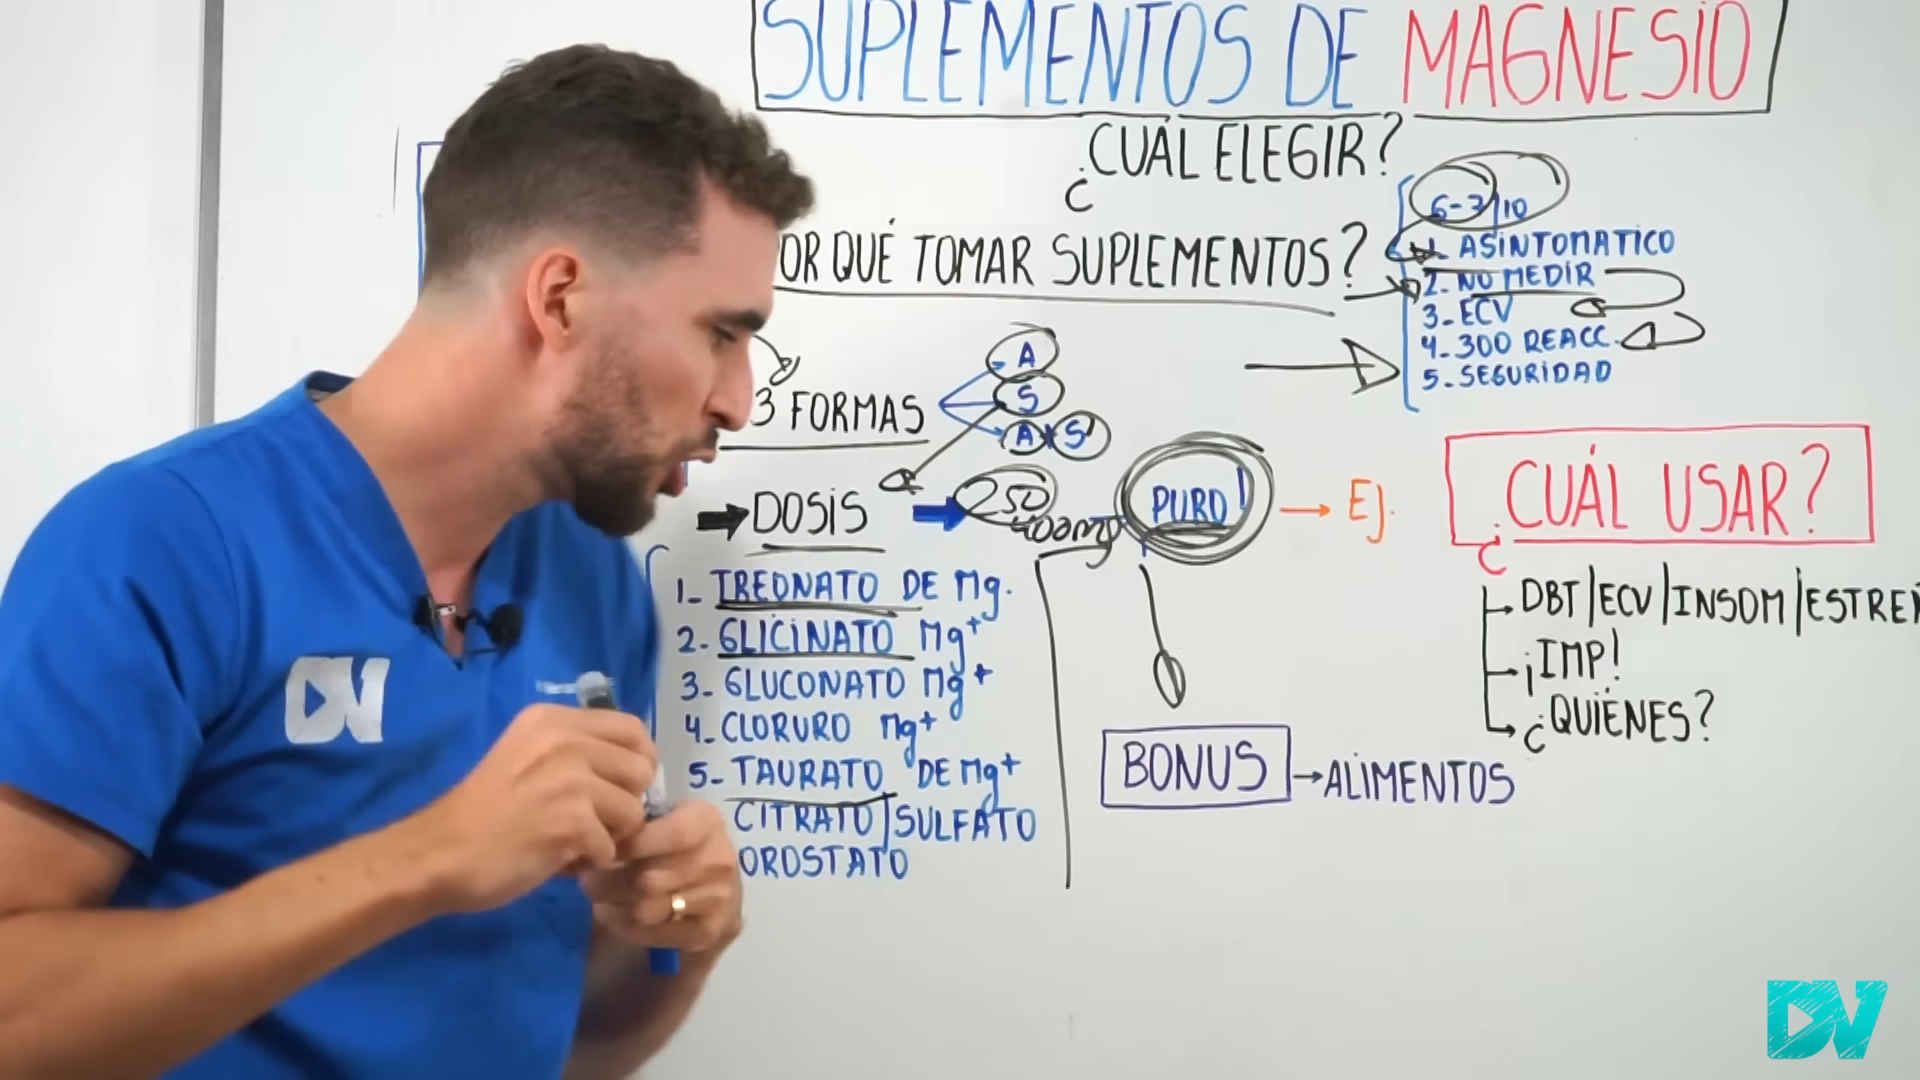 SUPLEMENTOS DE MAGNESIO
¿CUÁL ELEGIR?
OR QUÉ TOMAR SUPLEMENTOS?
6-7/10
1. ASINTOMATICO
2. NO MEDIR
3- ECV
4-300 REACC.
5. SEGURIDAD
3 FORMAS
A
S
A+S
DOSIS
250
400mg
PURO!
EJ.
1- TREONATO DE Mg.
2. GLICINATO Mg+
3- GLUCONATO Mg+
4- CLORURO Mg+
5- TAURATO DE Mg+
CITRATO/SULFATO
OROSTATO
¿CUÁL USAR?
DBT/ECV/INSOM/ESTREÑ
¡IMP!
¿QUIÉNES?
BONUS
ALIMENTOS
DV
DV